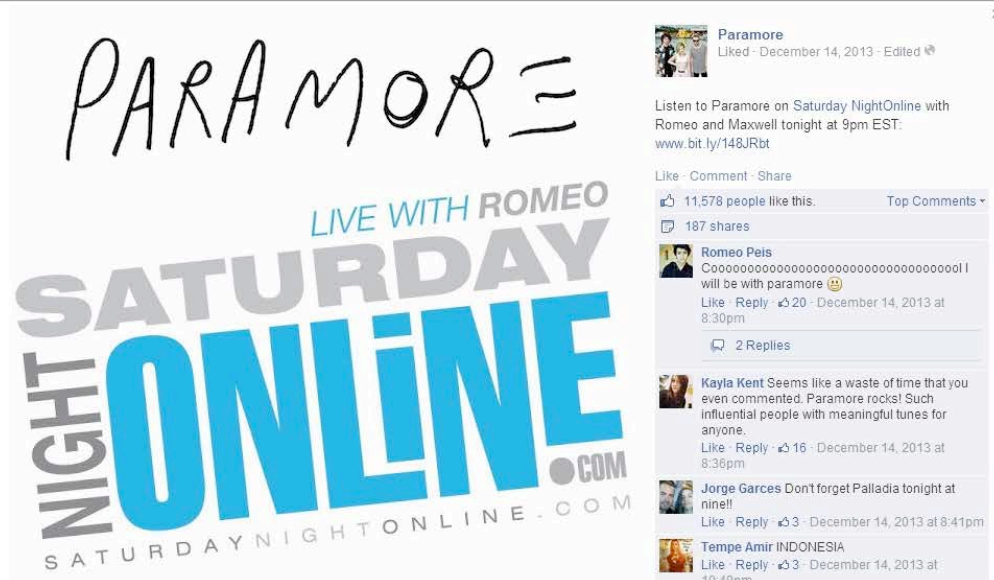 PARAMORE
LIVE WITH ROMEO
SATURDAY
NIGHT
ONLiNE
.COM
SATURDAYNIGHTONLINE.COM
Paramore
Liked · December 14, 2013 · Edited
Listen to Paramore on Saturday NightOnline with
Romeo and Maxwell tonight at 9pm EST:
www.bit.ly/148JRbt
Like · Comment · Share
11,578 people like this.
Top Comments
187 shares
Romeo Peis
Cooooooooooooooooooooooooooooooooool I
will be with paramore
Like · Reply · 20 · December 14, 2013 at
8:30pm
2 Replies
Kayla Kent Seems like a waste of time that you
even commented. Paramore rocks! Such
influential people with meaningful tunes for
anyone.
Like · Reply · 16 · December 14, 2013 at
8:36pm
Jorge Garces Don't forget Palladia tonight at
nine!!
Like · Reply · 3 · December 14, 2013 at 8:41pm
Tempe Amir INDONESIA
Like · Reply · 3 · December 14, 2013 at